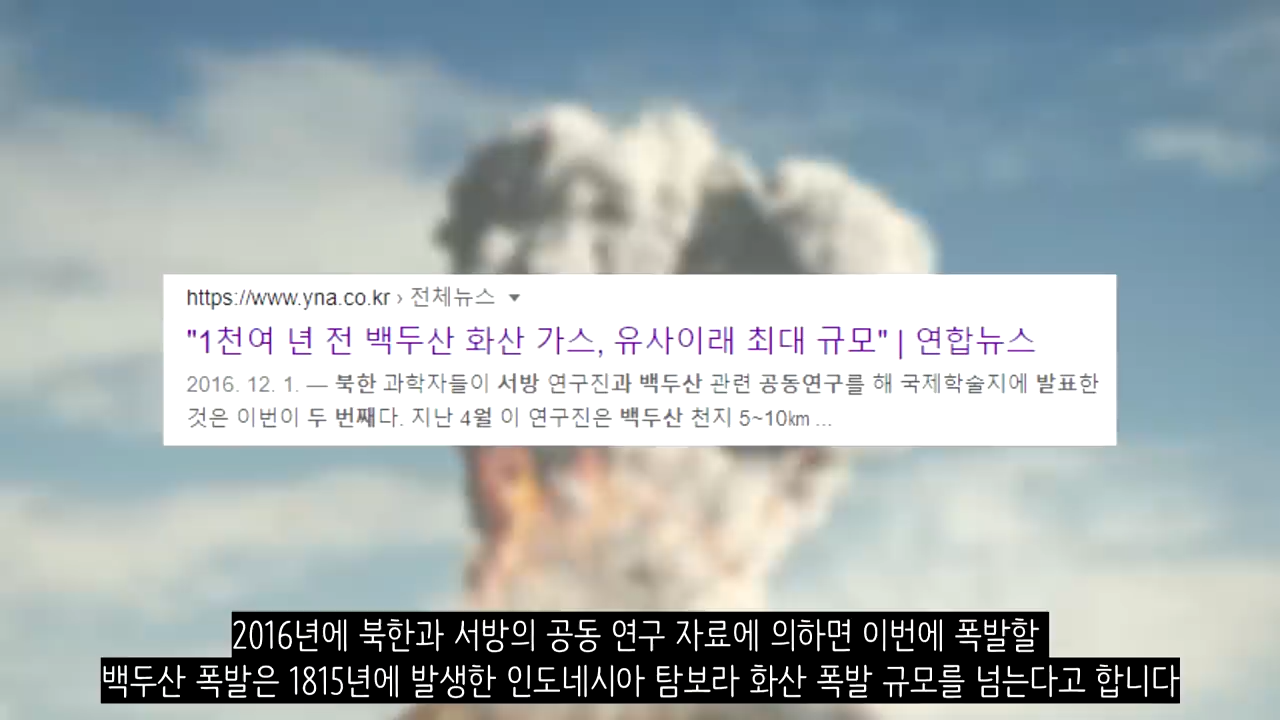 https://www.yna.co.kr › 전체뉴스
"1천여 년 전 백두산 화산 가스, 유사이래 최대 규모" | 연합뉴스
2016. 12. 1. — 북한 과학자들이 서방 연구진과 백두산 관련 공동연구를 해 국제학술지에 발표한
것은 이번이 두 번째다. 지난 4월 이 연구진은 백두산 천지 5~10㎞ ...
2016년에 북한과 서방의 공동 연구 자료에 의하면 이번에 폭발할
백두산 폭발은 1815년에 발생한 인도네시아 탐보라 화산 폭발 규모를 넘는다고 합니다